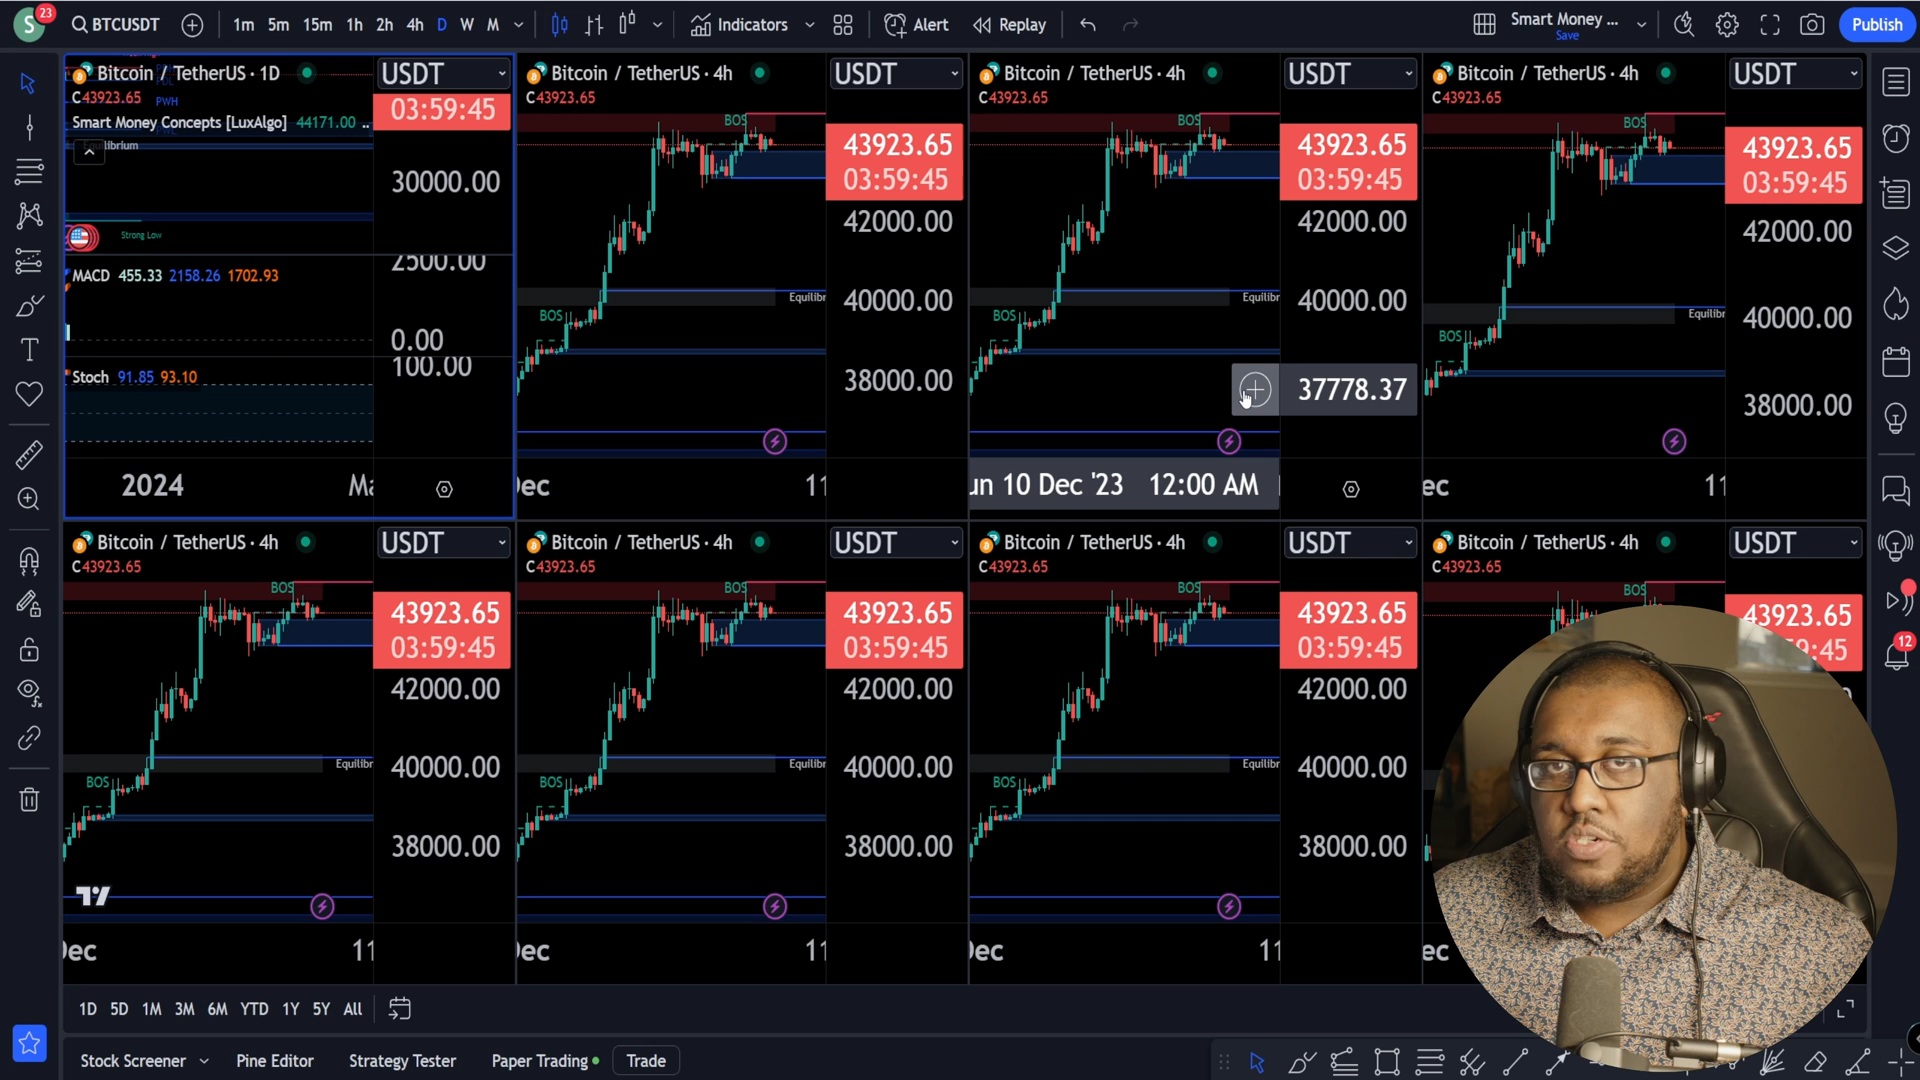 S 23 BTCUSDT 1m 5m 15m 1h 2h 4h D W M Indicators Alert Replay Smart Money ... Save Publish
Bitcoin / TetherUS · 1D USDT
C43923.65
PWH
03:59:45
Smart Money Concepts [LuxAlgo] 44171.00 ..
30000.00
Strong Low
2500.00
MACD 455.33 2158.26 1702.93
0.00
100.00
Stoch 91.85 93.10
2024
Bitcoin / TetherUS · 4h USDT
C43923.65
BOS
43923.65
03:59:45
42000.00
Equilibr
40000.00
BOS
38000.00
Dec 11
Bitcoin / TetherUS · 4h USDT
C43923.65
BOS
43923.65
03:59:45
42000.00
Equilibr
40000.00
BOS
37778.37
un 10 Dec '23 12:00 AM
Bitcoin / TetherUS · 4h USDT
C43923.65
BOS
43923.65
03:59:45
42000.00
Equilibr
40000.00
BOS
38000.00
ec 11
Bitcoin / TetherUS · 4h USDT
C43923.65
BOS
43923.65
03:59:45
42000.00
Equilibr
40000.00
BOS
38000.00
Dec 11
Bitcoin / TetherUS · 4h USDT
C43923.65
BOS
43923.65
03:59:45
42000.00
Equilibr
40000.00
BOS
38000.00
Dec 11
Bitcoin / TetherUS · 4h USDT
C43923.65
BOS
43923.65
03:59:45
42000.00
Equilibr
40000.00
BOS
38000.00
Dec 11
Bitcoin / TetherUS · 4h USDT
C43923.65
BOS
43923.65
:45
ec
12
1D 5D 1M 3M 6M YTD 1Y 5Y All
Stock Screener Pine Editor Strategy Tester Paper Trading Trade